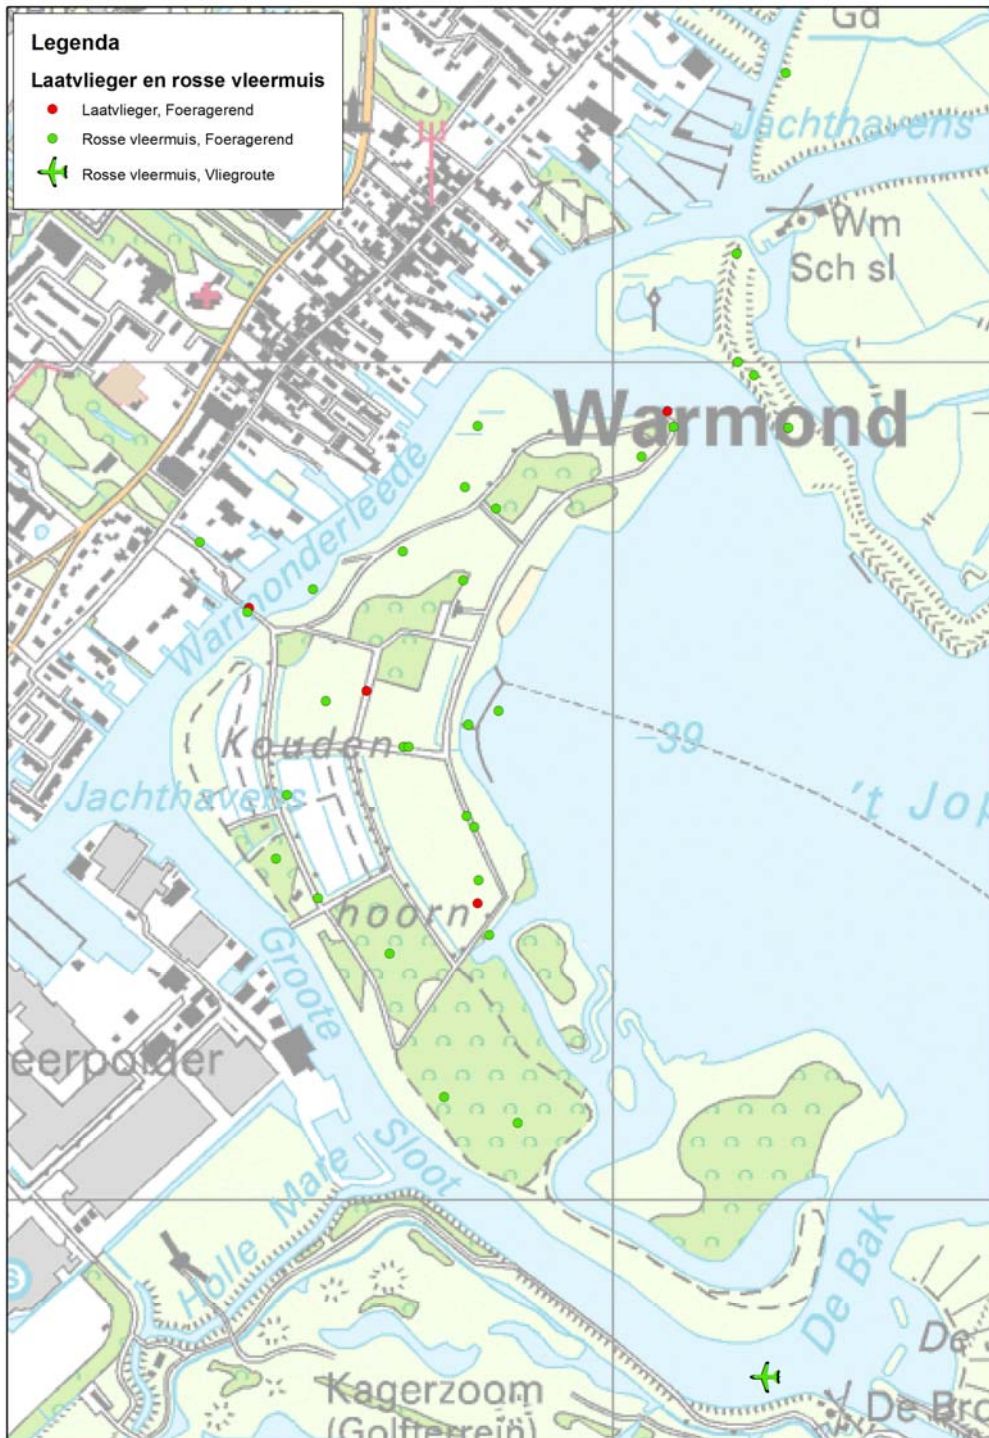 Legenda
Laatvlieger en rosse vleermuis
Laatvlieger, Foeragerend
Rosse vleermuis, Foeragerend
Rosse vleermuis, Vliegroute
Gd
Jachthavens
Wm
Sch sl
Warmond
Warmonderleede
-39
Kouden
't Jop
Jachthavens
hoorn
Groote
eerpolder
Sloot
Mare
Holle
De Bak
s
De
Kagerzoom
De Bro
(Golfterrein)